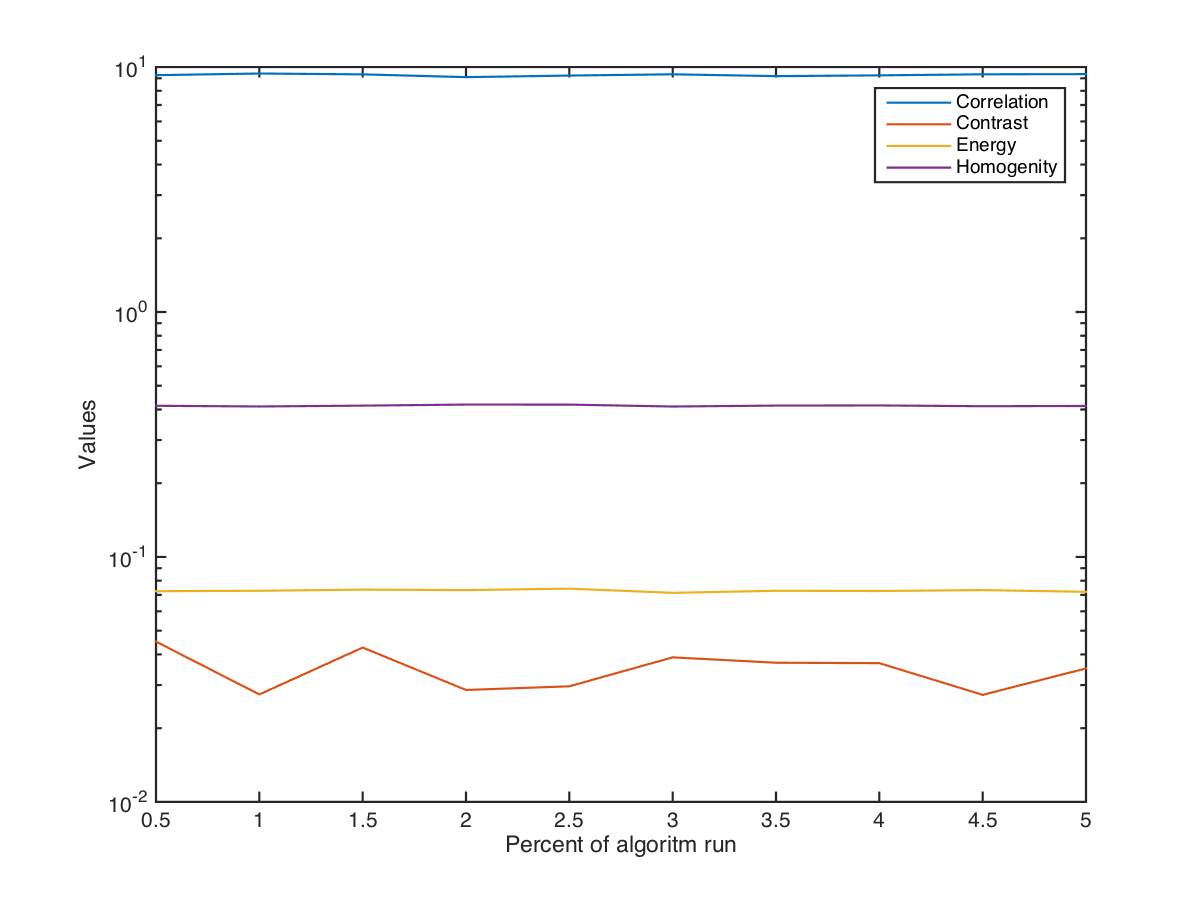 10^1
10^0
10^-1
10^-2
Values
Correlation
Contrast
Energy
Homogenity
0.5 1 1.5 2 2.5 3 3.5 4 4.5 5
Percent of algoritm run